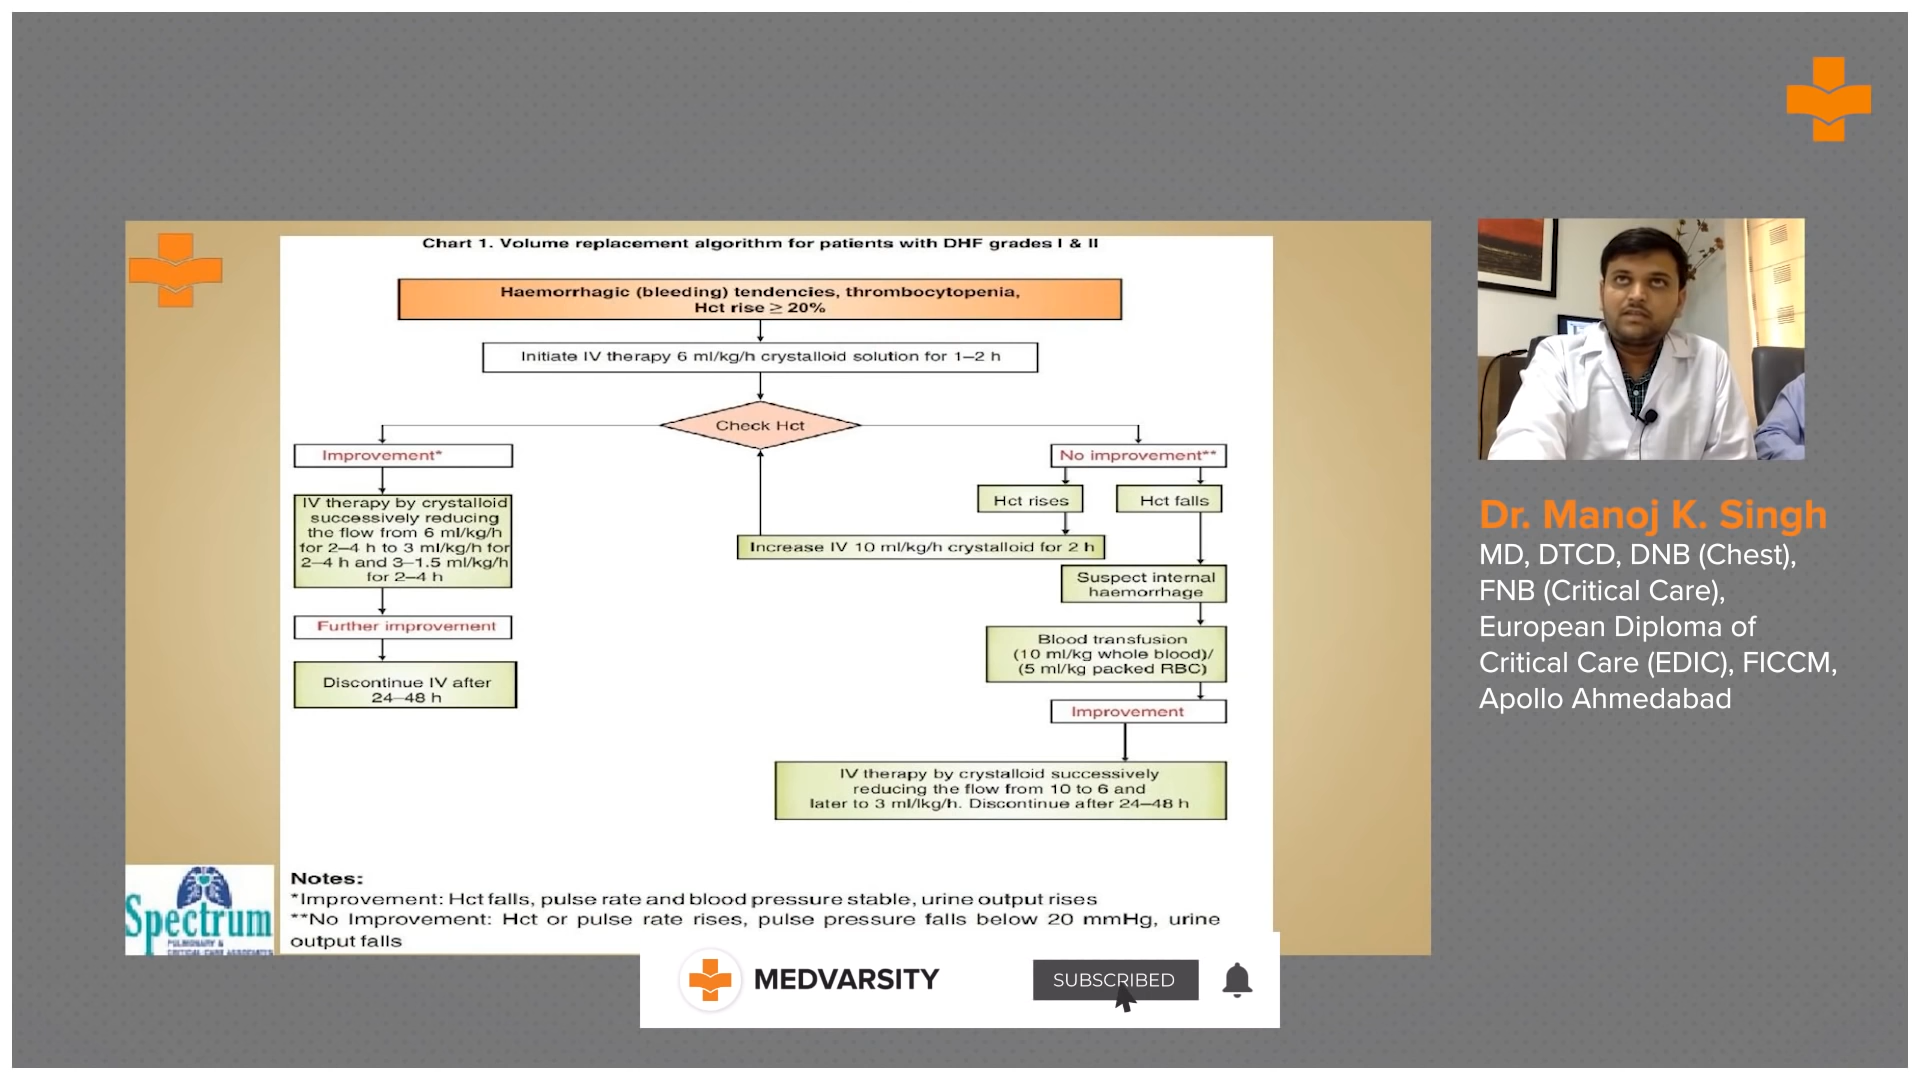 Chart 1. Volume replacement algorithm for patients with DHF grades I & II
Haemorrhagic (bleeding) tendencies, thrombocytopenia,
Hct rise ≥ 20%
Initiate IV therapy 6 ml/kg/h crystalloid solution for 1–2 h
Check Hct
Improvement*
IV therapy by crystalloid
successively reducing
the flow from 6 ml/kg/h
for 2–4 h to 3 ml/kg/h for
2–4 h and 3–1.5 ml/kg/h
for 2–4 h
Further improvement
Discontinue IV after
24–48 h
No improvement**
Hct rises
Hct falls
Increase IV 10 ml/kg/h crystalloid for 2 h
Suspect internal
haemorrhage
Blood transfusion
(10 ml/kg whole blood)/
(5 ml/kg packed RBC)
Improvement
IV therapy by crystalloid successively
reducing the flow from 10 to 6 and
later to 3 ml/lkg/h. Discontinue after 24–48 h
Notes:
*Improvement: Hct falls, pulse rate and blood pressure stable, urine output rises
**No Improvement: Hct or pulse rate rises, pulse pressure falls below 20 mmHg, urine
output falls
Spectrum
PULMONARY &
CRITICAL CARE ASSOCIATES
Dr. Manoj K. Singh
MD, DTCD, DNB (Chest),
FNB (Critical Care),
European Diploma of
Critical Care (EDIC), FICCM,
Apollo Ahmedabad
MEDVARSITY
SUBSCRIBED